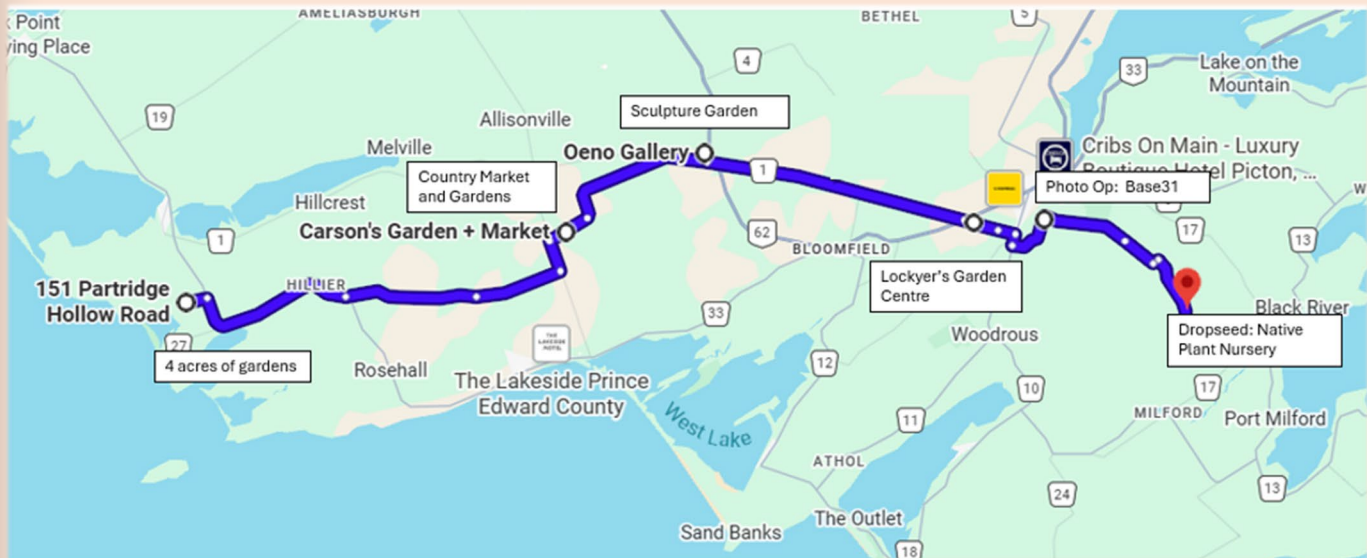 AMELIASBURGH
BETHEL
5
x Point
ying Place
4
33
Lake on the
Mountain
19
Sculpture Garden
Allisonville
Melville
Oeno Gallery
1
Cribs On Main - Luxury
Boutique Hotel Picton, ...
Country Market
and Gardens
Photo Op:  Base31
Hillcrest
Carson's Garden + Market
1
62
17
13
BLOOMFIELD
HILLIER
151 Partridge
Hollow Road
Lockyer's Garden
Centre
Black River
33
27
4 acres of gardens
THE
LAKESIDE
MOTEL
Woodrous
Dropseed: Native
Plant Nursery
Rosehall
The Lakeside Prince
Edward County
12
10
17
West Lake
11
MILFORD
Port Milford
ATHOL
24
13
Sand Banks
The Outlet
18